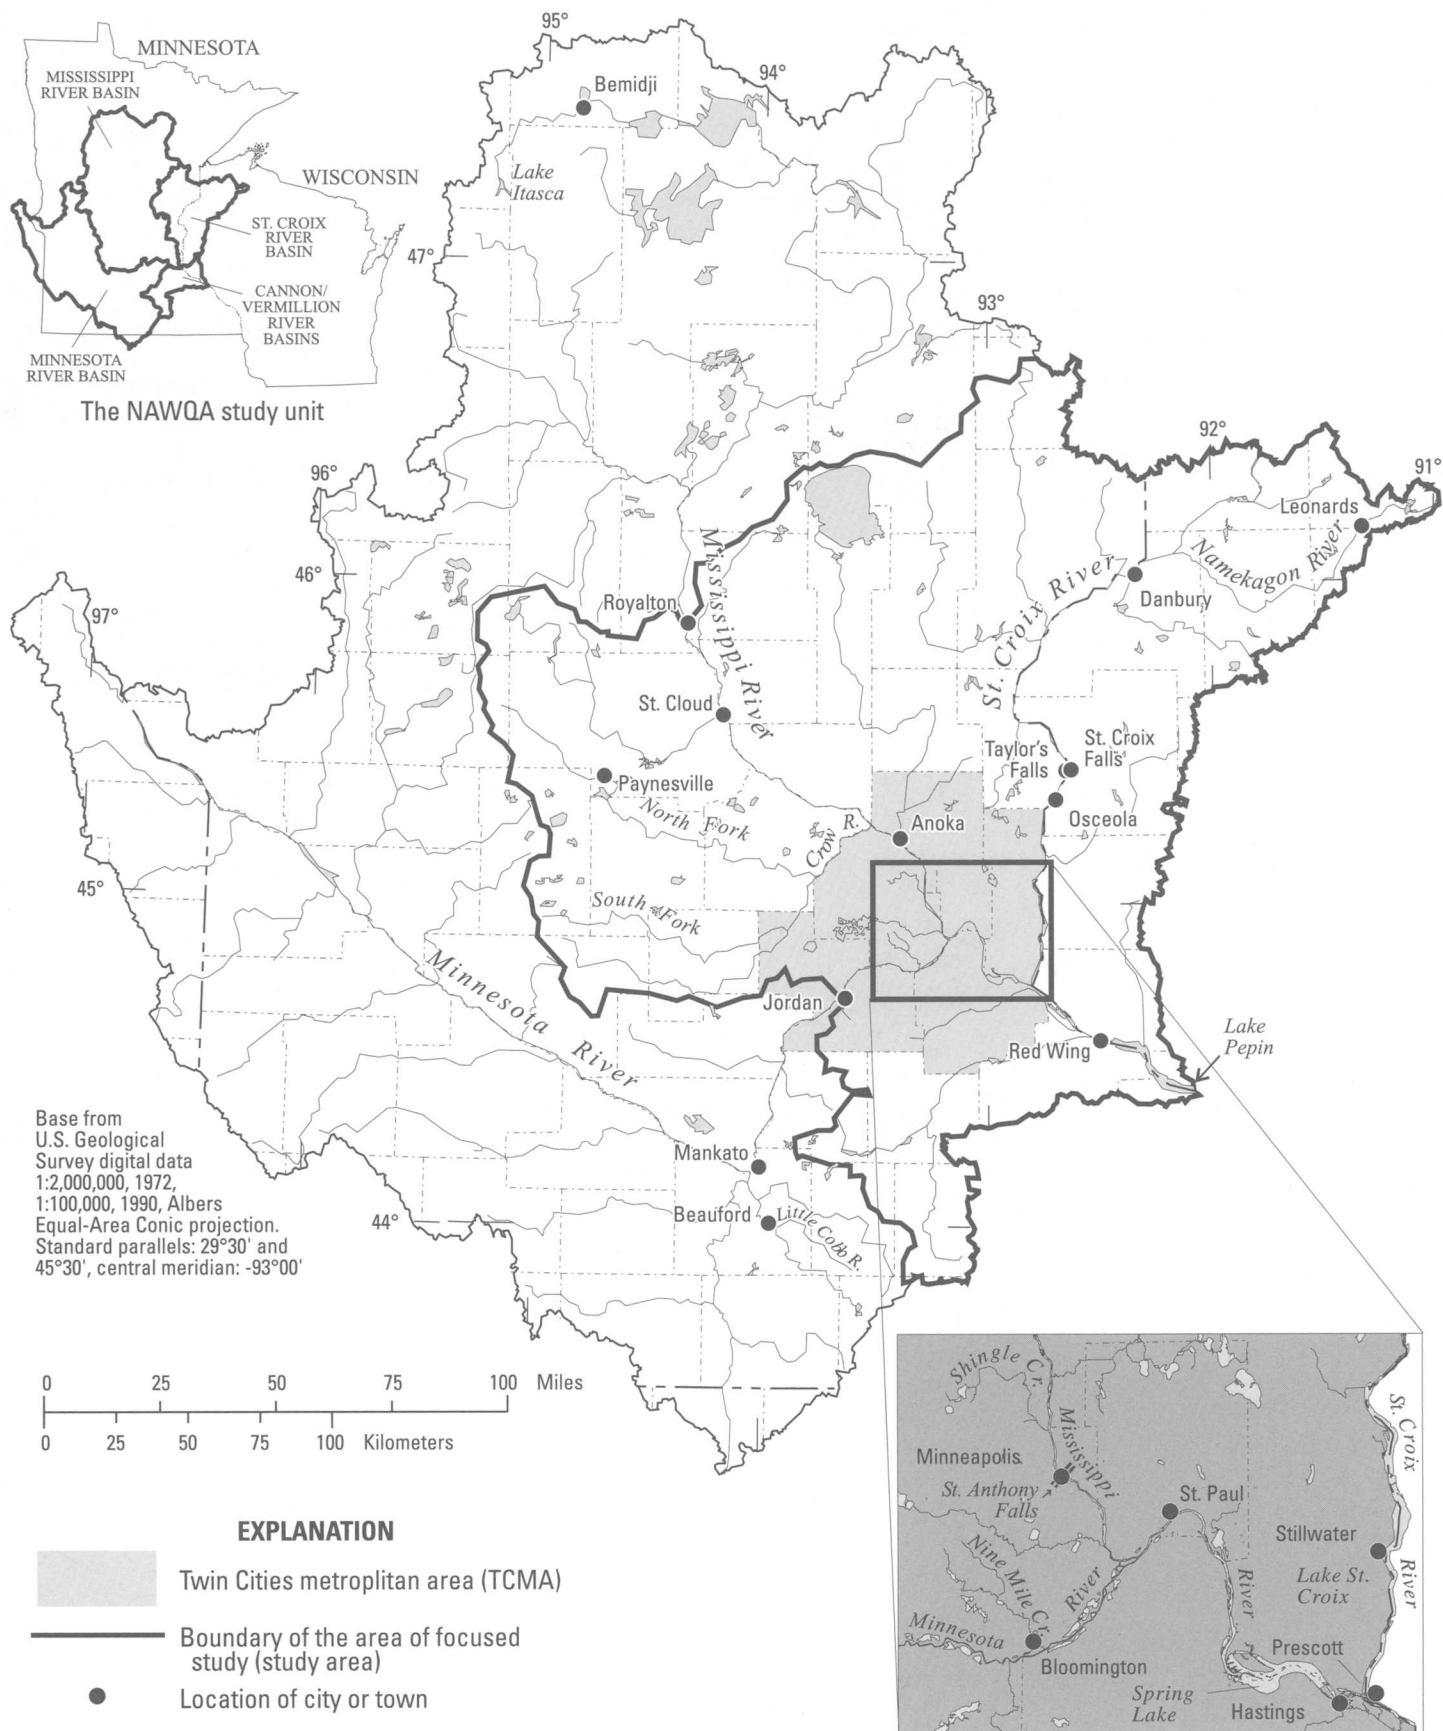 95°
94°
Bemidji
Lake
Itasca
47°
93°
92°
91°
96°
46°
97°
45°
44°
MINNESOTA
MISSISSIPPI
RIVER BASIN
WISCONSIN
ST. CROIX
RIVER
BASIN
CANNON/
VERMILLION
RIVER
BASINS
MINNESOTA
RIVER BASIN
The NAWQA study unit
Leonards
Namekagon River
Danbury
St. Croix River
Mississippi River
Royalton
St. Cloud
Taylor's
Falls
St. Croix
Falls
Osceola
Paynesville
North Fork
Crow R.
Anoka
South Fork
Minnesota River
Jordan
Red Wing
Lake
Pepin
Mankato
Beauford
Little Cobb R.
Base from
U.S. Geological
Survey digital data
1:2,000,000, 1972,
1:100,000, 1990, Albers
Equal-Area Conic projection.
Standard parallels: 29°30' and
45°30', central meridian: -93°00'
0 25 50 75 100 Miles
0 25 50 75 100 Kilometers
EXPLANATION
Twin Cities metroplitan area (TCMA)
Boundary of the area of focused
study (study area)
Location of city or town
Shingle Cr.
Mississippi
River
Minneapolis
St. Anthony
Falls
St. Paul
St. Croix
River
Stillwater
Lake St.
Croix
Nine Mile Cr.
Minnesota
River
Bloomington
Prescott
Spring
Lake
Hastings